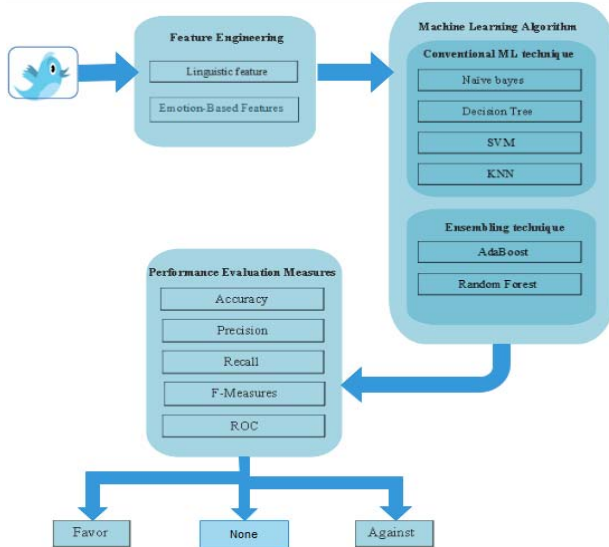 Feature Engineering
Linguistic feature
Emotion-Based Features
Machine Learning Algorithm
Conventional ML technique
Naïve bayes
Decision Tree
SVM
KNN
Ensembling technique
AdaBoost
Random Forest
Performance Evaluation Measures
Accuracy
Precision
Recall
F-Measures
ROC
Favor
None
Against